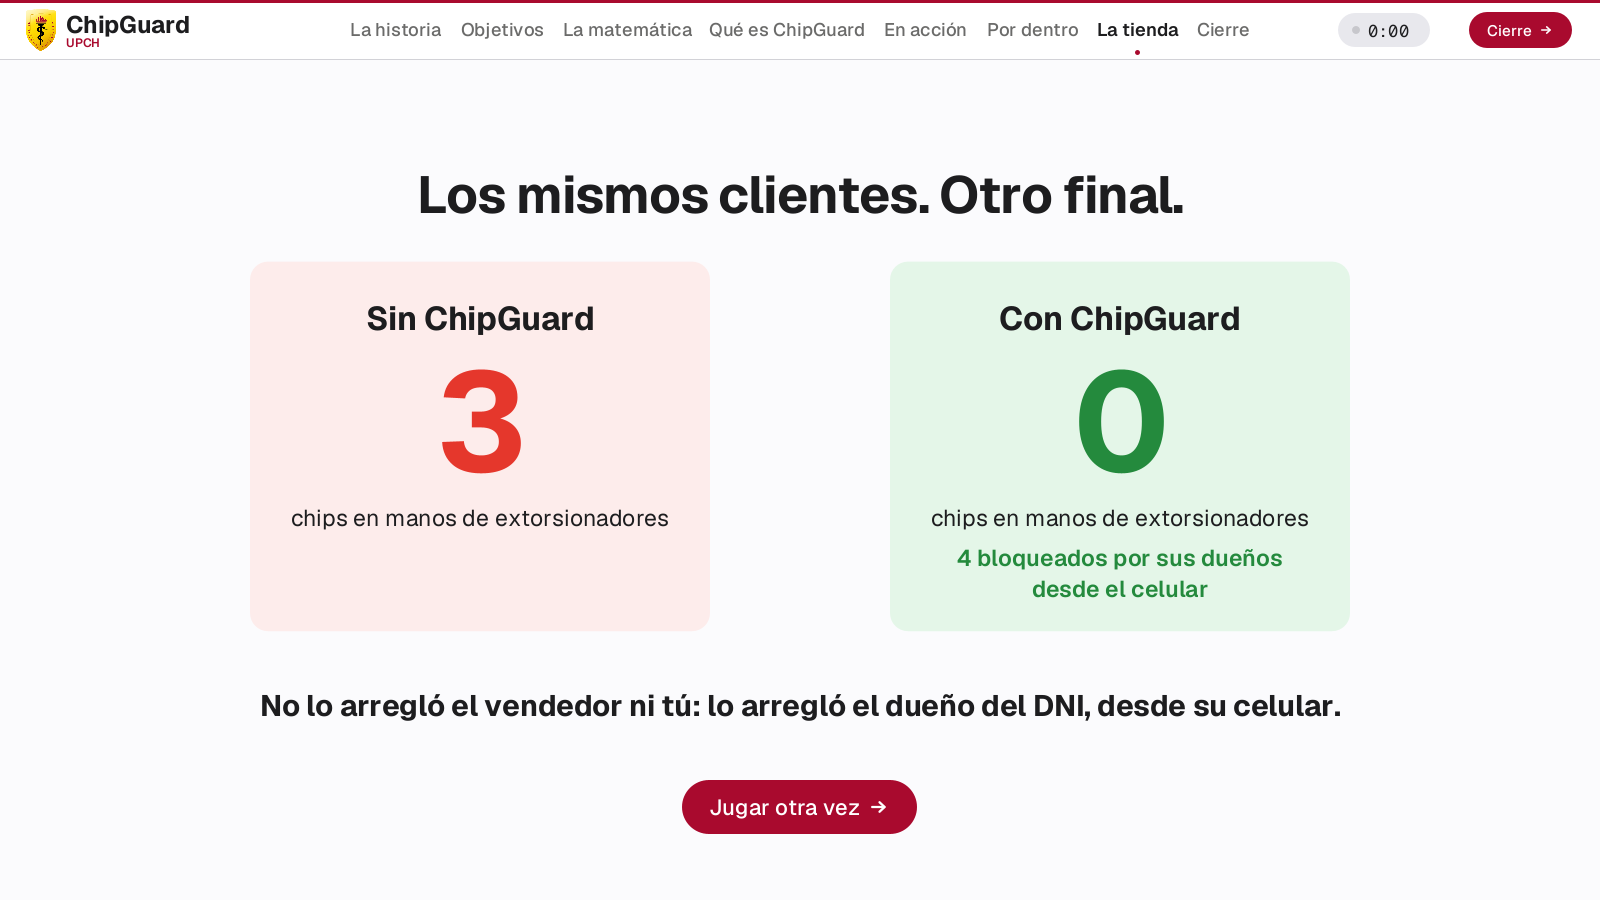 ChipGuard
UPCH
La historia
Objetivos
La matemática
Qué es ChipGuard
En acción
Por dentro
La tienda
Cierre
0:00
Cierre →
Los mismos clientes. Otro final.
Sin ChipGuard
3
chips en manos de extorsionadores
Con ChipGuard
0
chips en manos de extorsionadores
4 bloqueados por sus dueños
desde el celular
No lo arregló el vendedor ni tú: lo arregló el dueño del DNI, desde su celular.
Jugar otra vez →